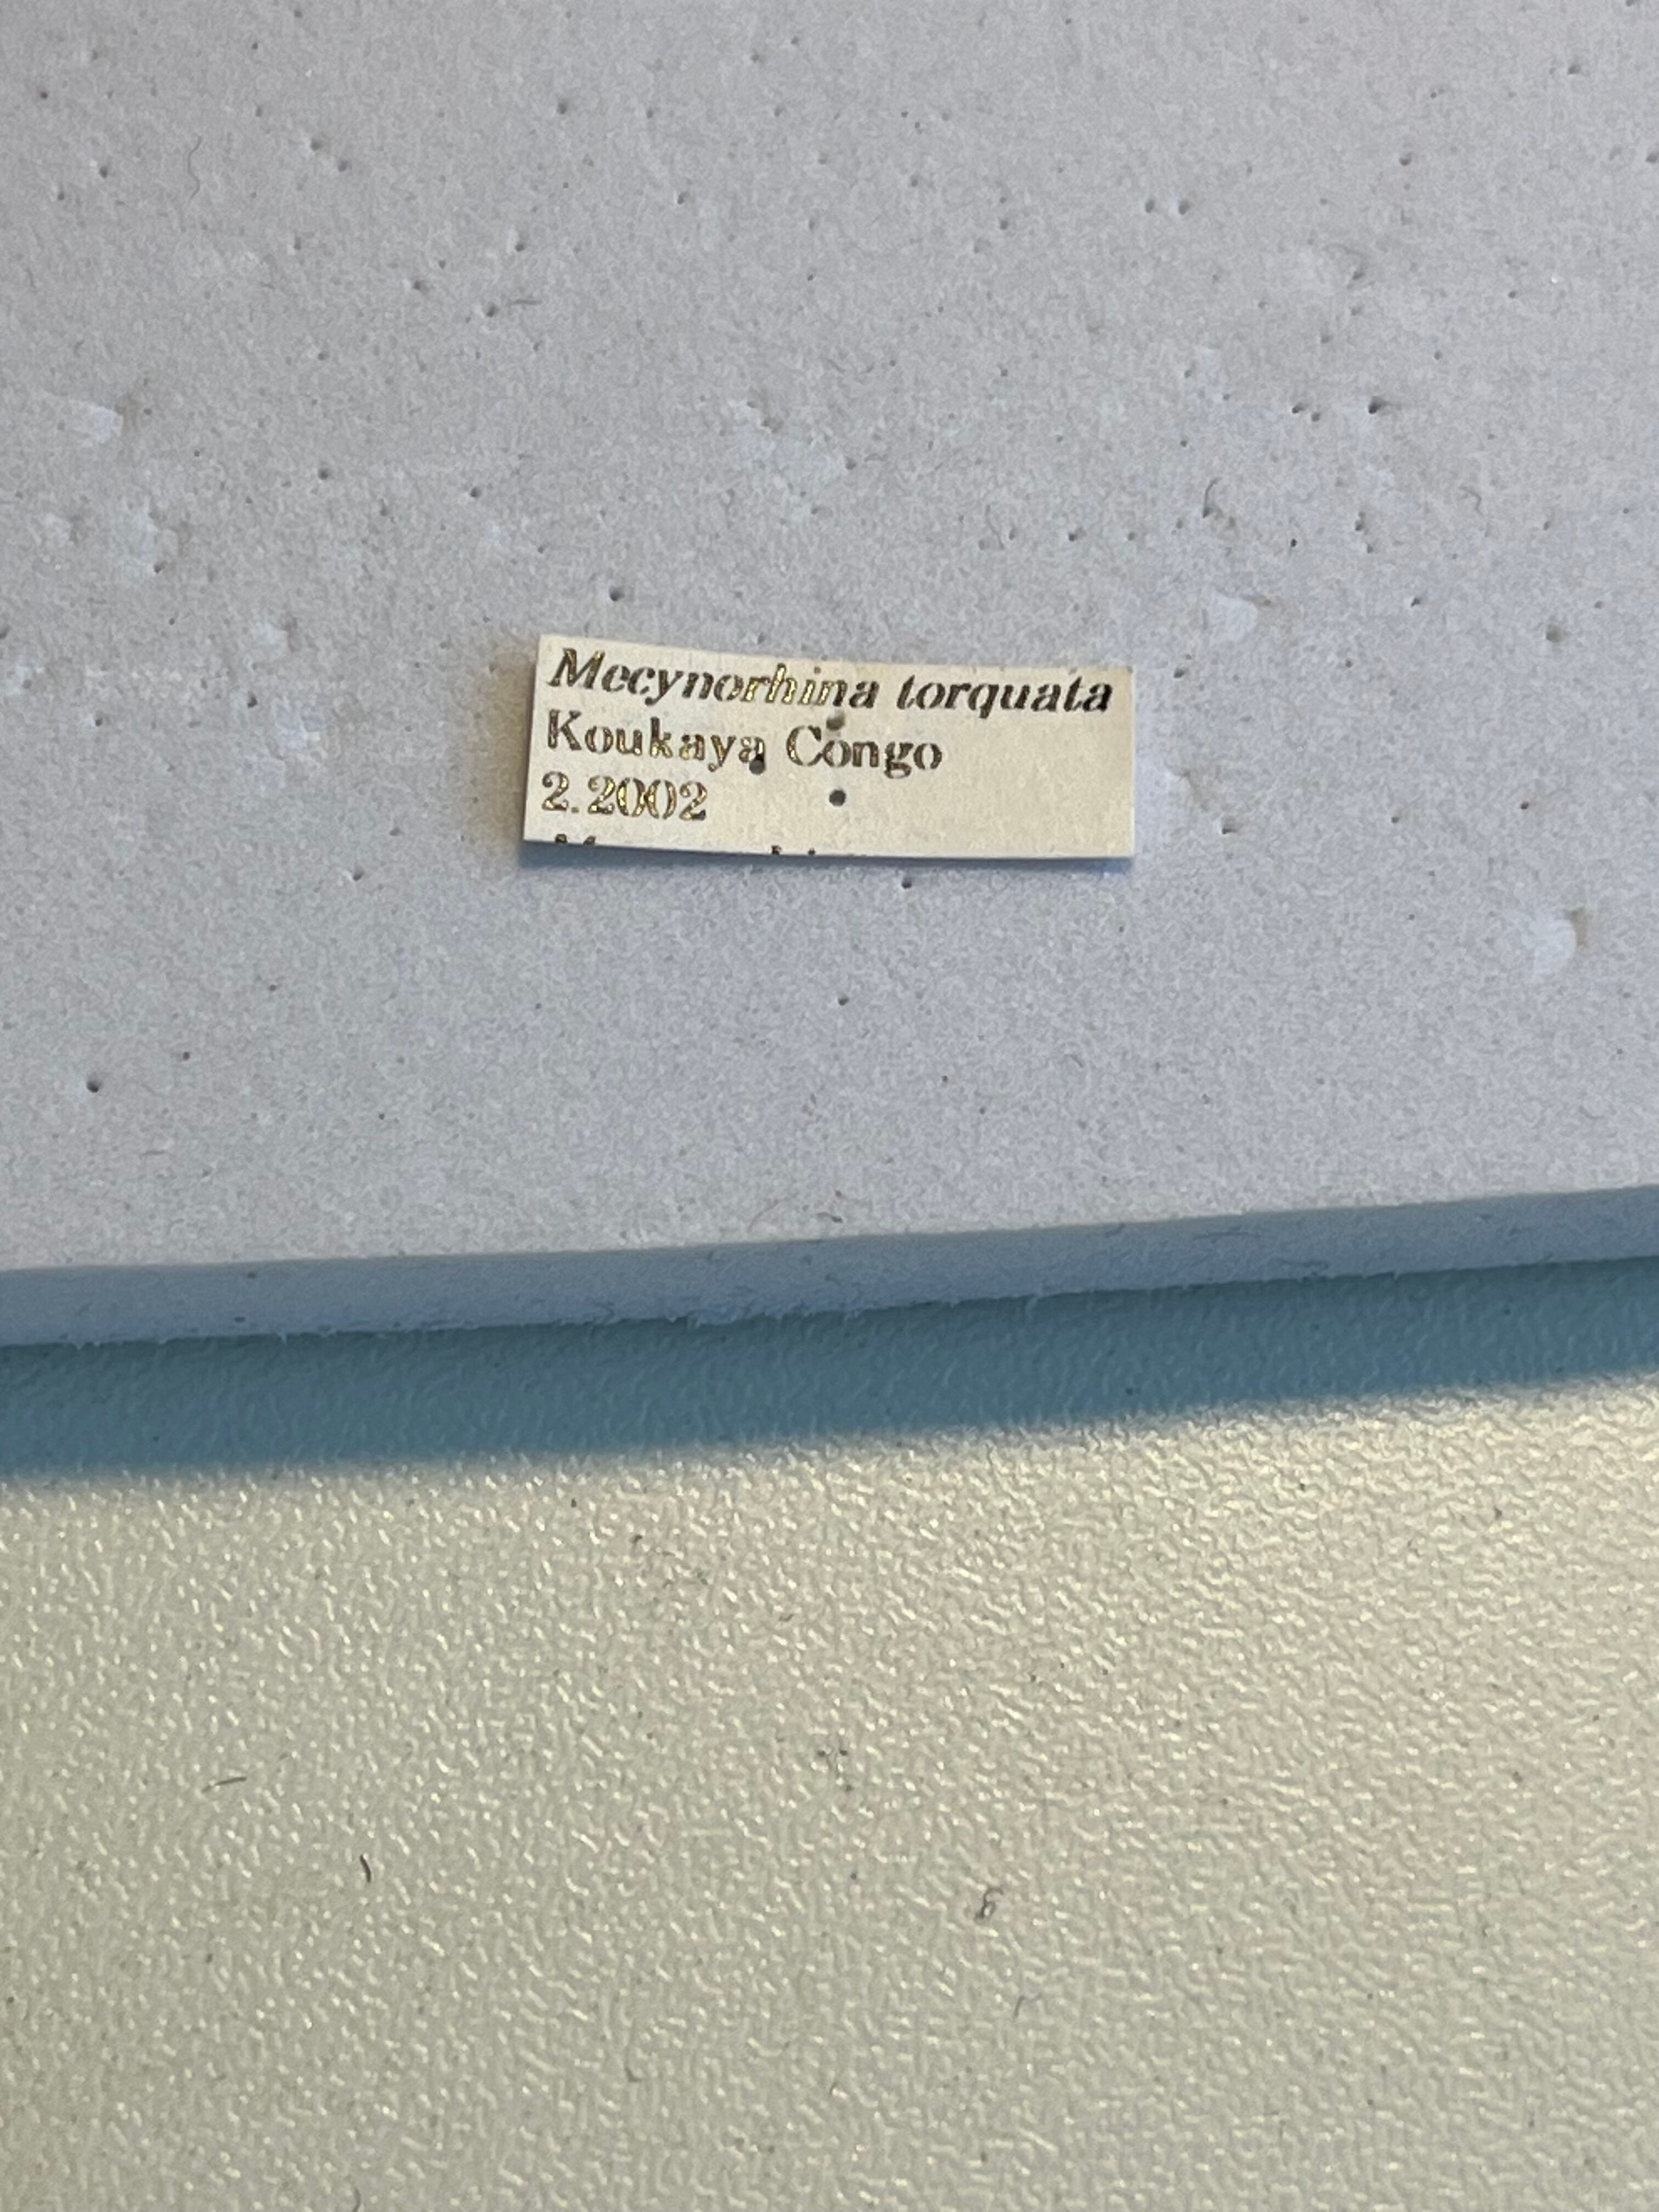 Mecynorhina torquata
Koukaya Congo
2.2002